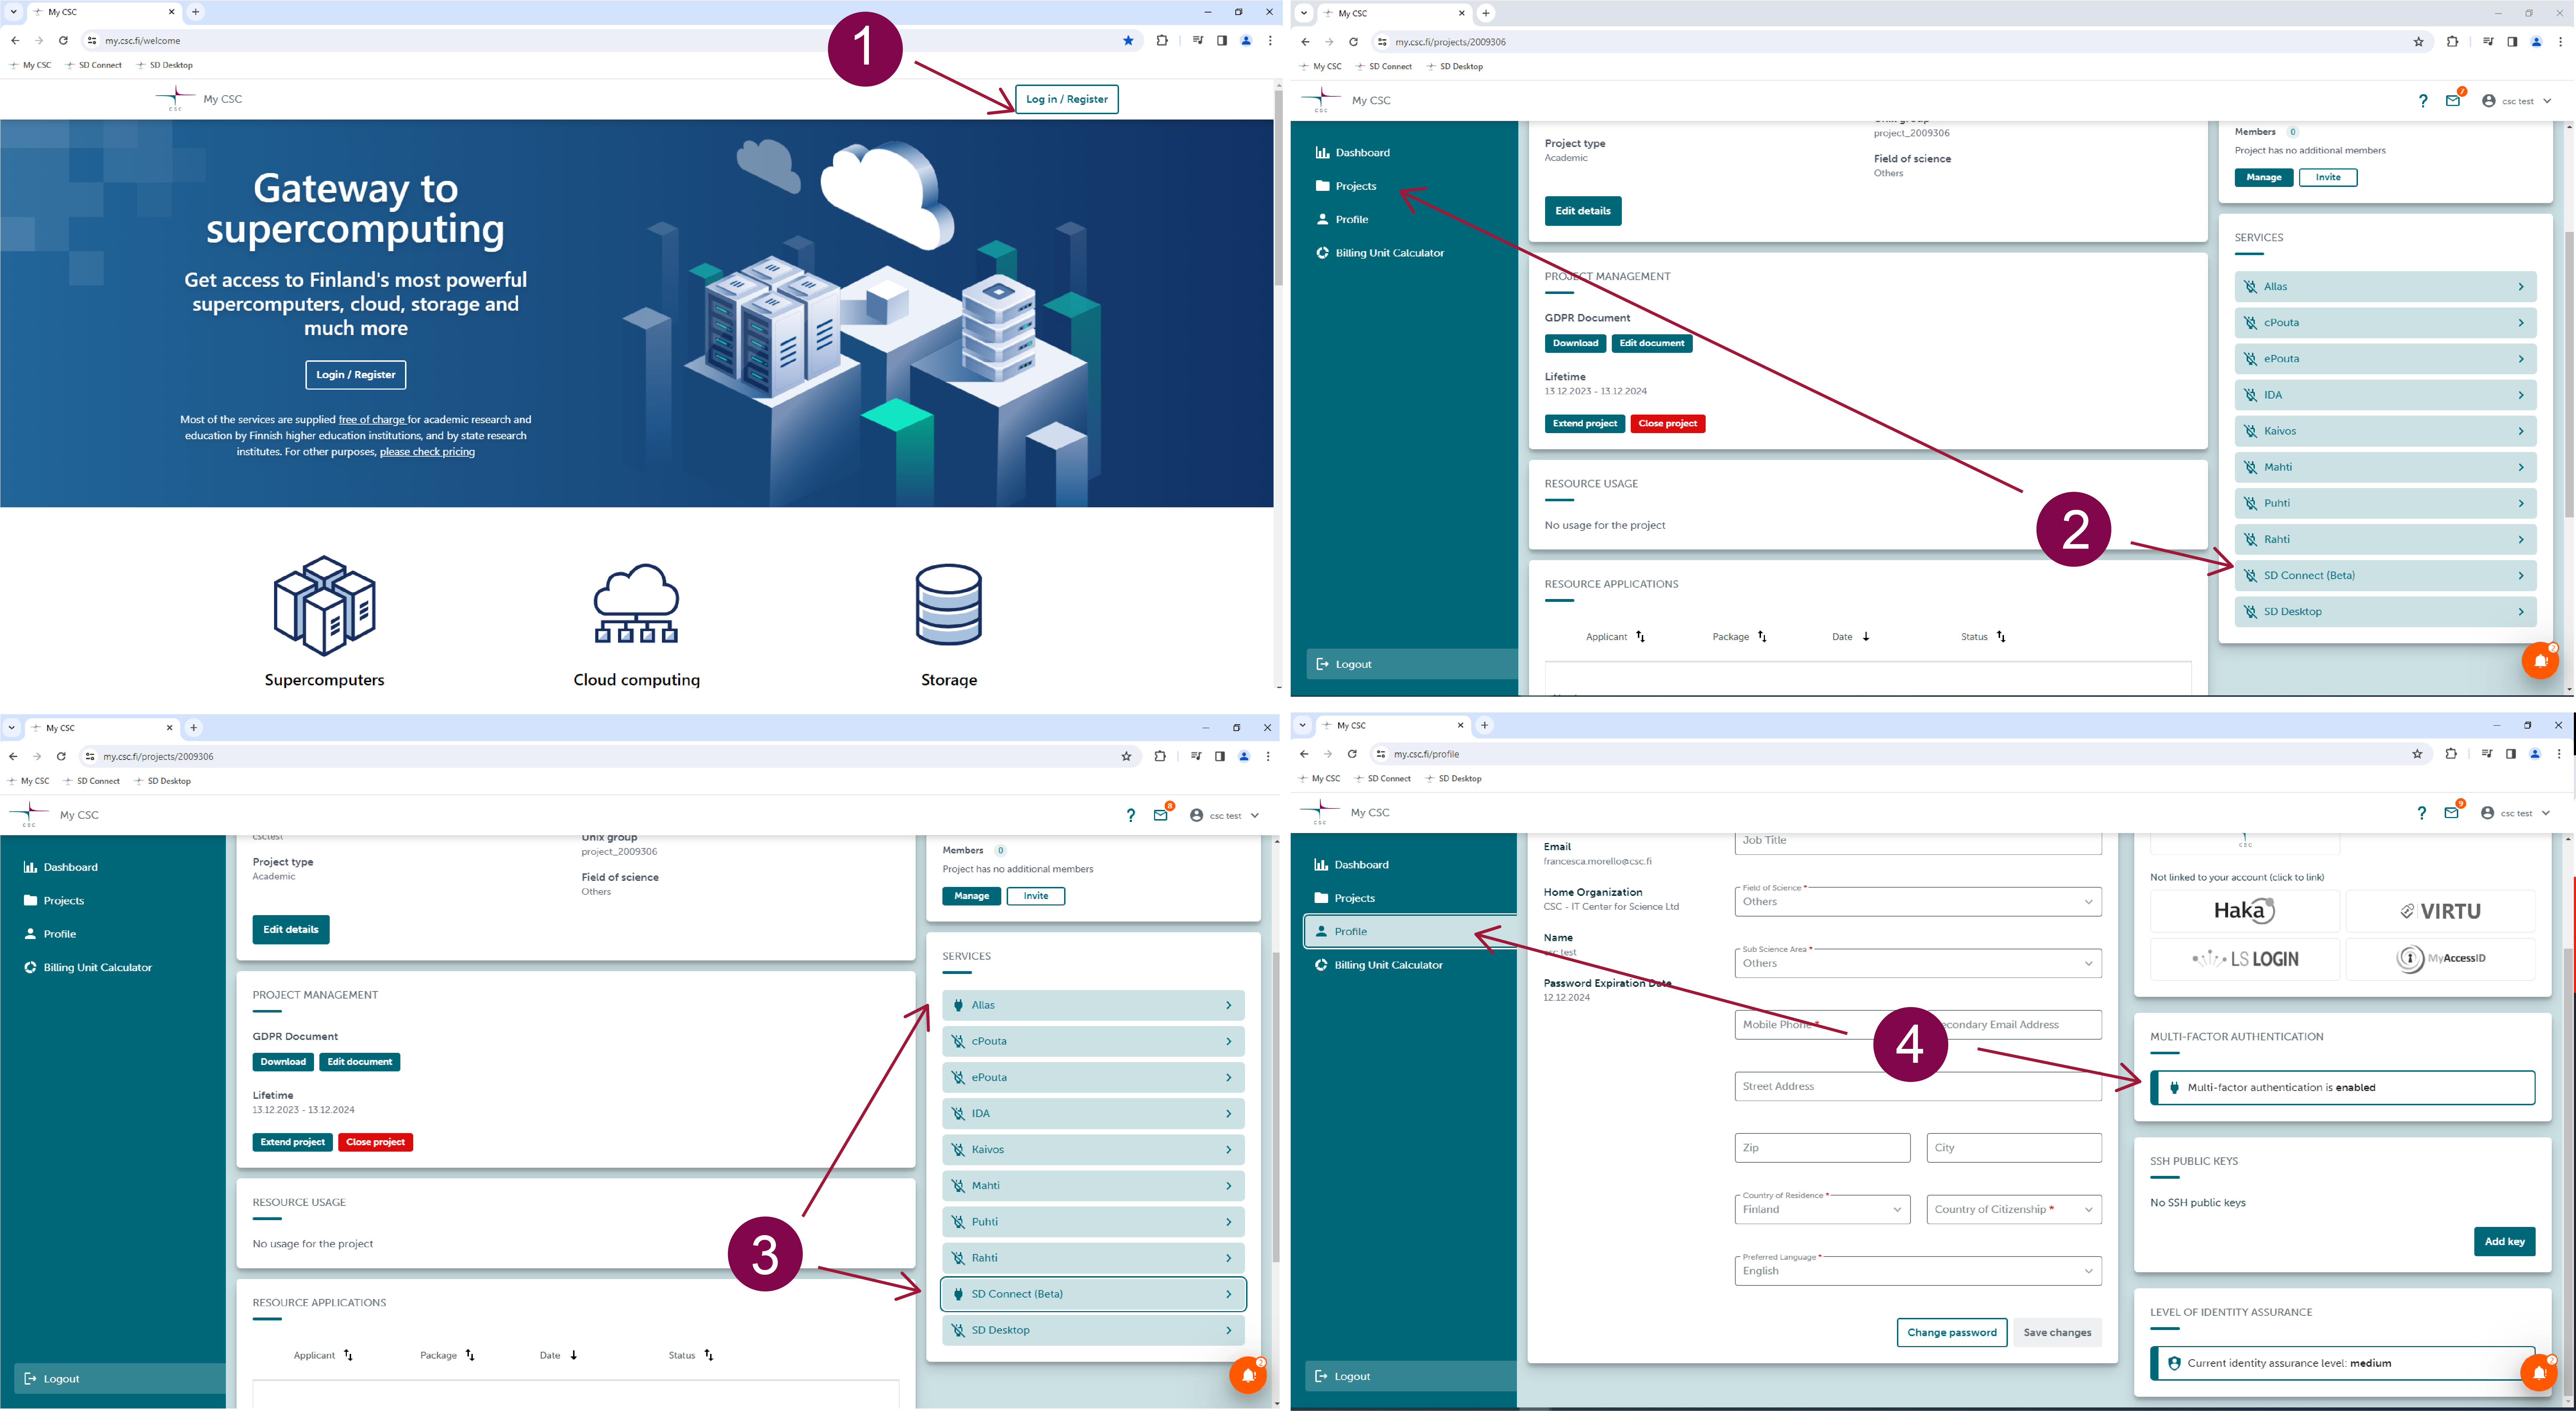 My CSC
my.csc.fi/welcome
My CSC
SD Connect
SD Desktop
CSC
My CSC
Log in / Register
1
Gateway to
supercomputing
Get access to Finland's most powerful
supercomputers, cloud, storage and
much more
Login / Register
Most of the services are supplied free of charge for academic research and
education by Finnish higher education institutions, and by state research
institutes. For other purposes, please check pricing
Supercomputers
Cloud computing
Storage
My CSC
my.csc.fi/projects/2009306
My CSC
SD Connect
SD Desktop
CSC
My CSC
?
7
csc test
Dashboard
Projects
Profile
Billing Unit Calculator
Logout
Project type
Academic
Unix group
project_2009306
Field of science
Others
Edit details
PROJECT MANAGEMENT
GDPR Document
Download
Edit document
Lifetime
13.12.2023 - 13.12.2024
Extend project
Close project
RESOURCE USAGE
No usage for the project
RESOURCE APPLICATIONS
Applicant
Package
Date
Status
Members 0
Project has no additional members
Manage
Invite
SERVICES
Allas
cPouta
ePouta
IDA
Kaivos
Mahti
Puhti
Rahti
SD Connect (Beta)
SD Desktop
2
2
My CSC
my.csc.fi/projects/2009306
My CSC
SD Connect
SD Desktop
CSC
My CSC
?
8
csc test
Dashboard
Projects
Profile
Billing Unit Calculator
Logout
csctest
Project type
Academic
Unix group
project_2009306
Field of science
Others
Edit details
PROJECT MANAGEMENT
GDPR Document
Download
Edit document
Lifetime
13.12.2023 - 13.12.2024
Extend project
Close project
RESOURCE USAGE
No usage for the project
RESOURCE APPLICATIONS
Applicant
Package
Date
Status
Members 0
Project has no additional members
Manage
Invite
SERVICES
Allas
cPouta
ePouta
IDA
Kaivos
Mahti
Puhti
Rahti
SD Connect (Beta)
SD Desktop
2
3
My CSC
my.csc.fi/profile
My CSC
SD Connect
SD Desktop
CSC
My CSC
?
9
csc test
Dashboard
Projects
Profile
Billing Unit Calculator
Logout
Email
francesca.morello@csc.fi
Home Organization
CSC - IT Center for Science Ltd
Name
csc test
Password Expiration Date
12.12.2024
Job Title
Field of Science *
Others
Sub Science Area *
Others
Mobile Phone *
econdary Email Address
Street Address
Zip
City
Country of Residence *
Finland
Country of Citizenship *
Preferred Language *
English
Change password
Save changes
4
CSC
Not linked to your account (click to link)
Haka
VIRTU
LS LOGIN
MyAccessID
MULTI-FACTOR AUTHENTICATION
Multi-factor authentication is enabled
SSH PUBLIC KEYS
No SSH public keys
Add key
LEVEL OF IDENTITY ASSURANCE
Current identity assurance level: medium
2